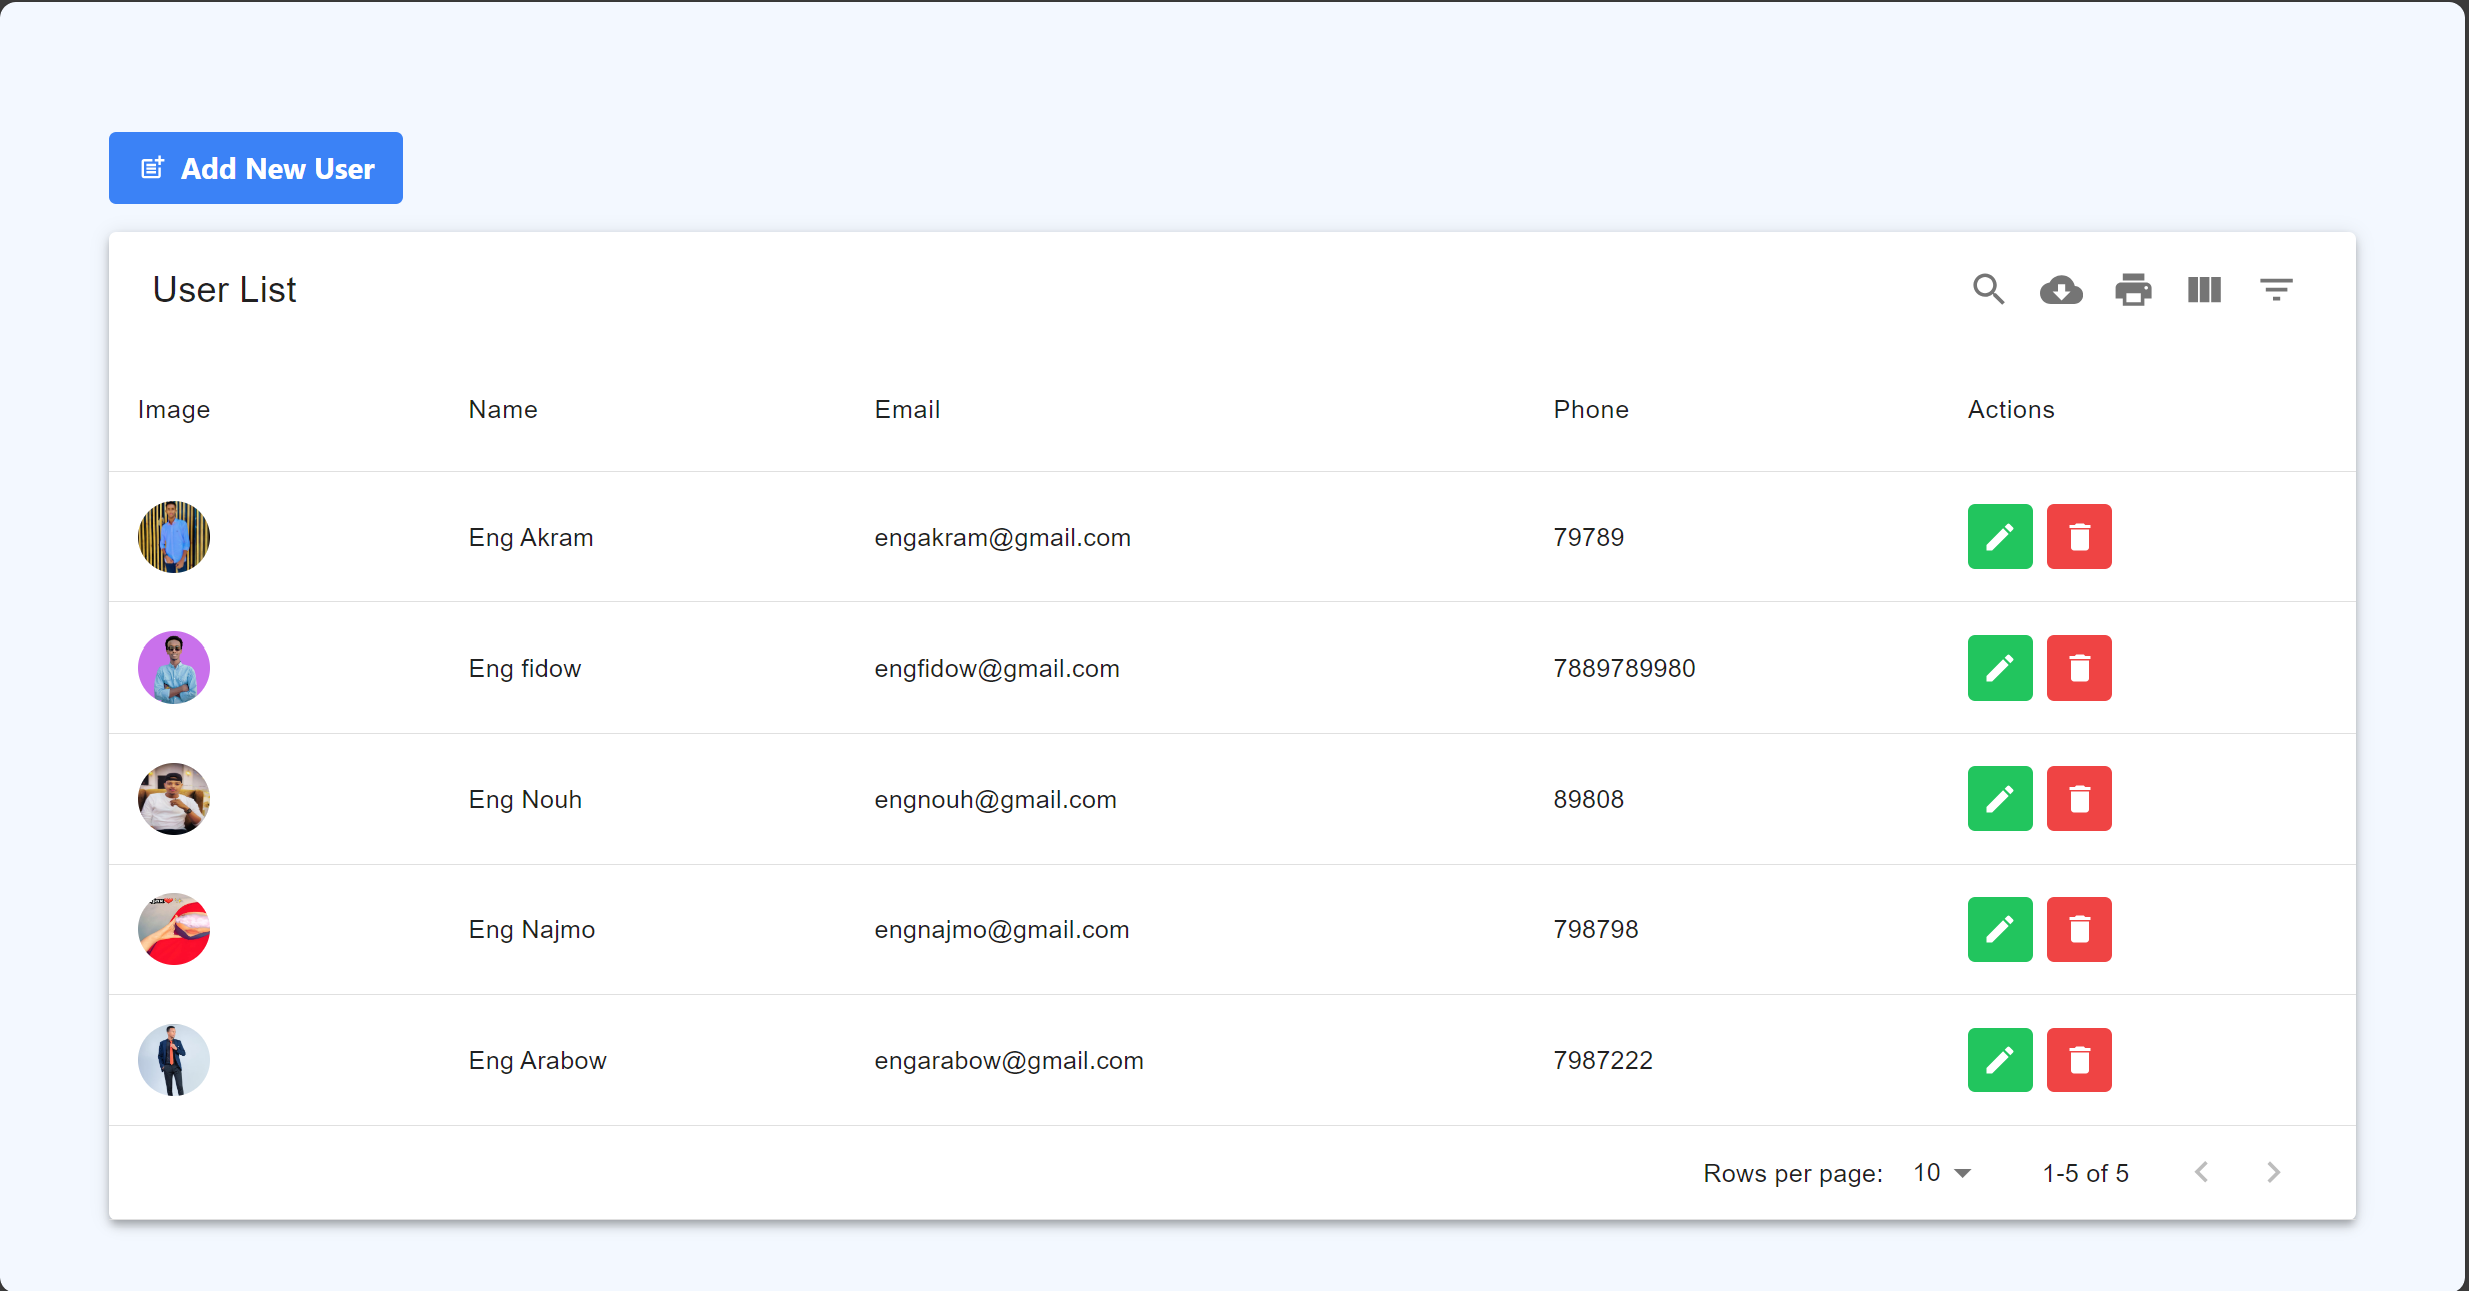 Add New User
User List
Image Name Email Phone Actions
Eng Akram engakram@gmail.com 79789
Eng fidow engfidow@gmail.com 7889789980
Eng Nouh engnouh@gmail.com 89808
Eng Najmo engnajmo@gmail.com 798798
Eng Arabow engarabow@gmail.com 7987222
Rows per page: 10 1-5 of 5